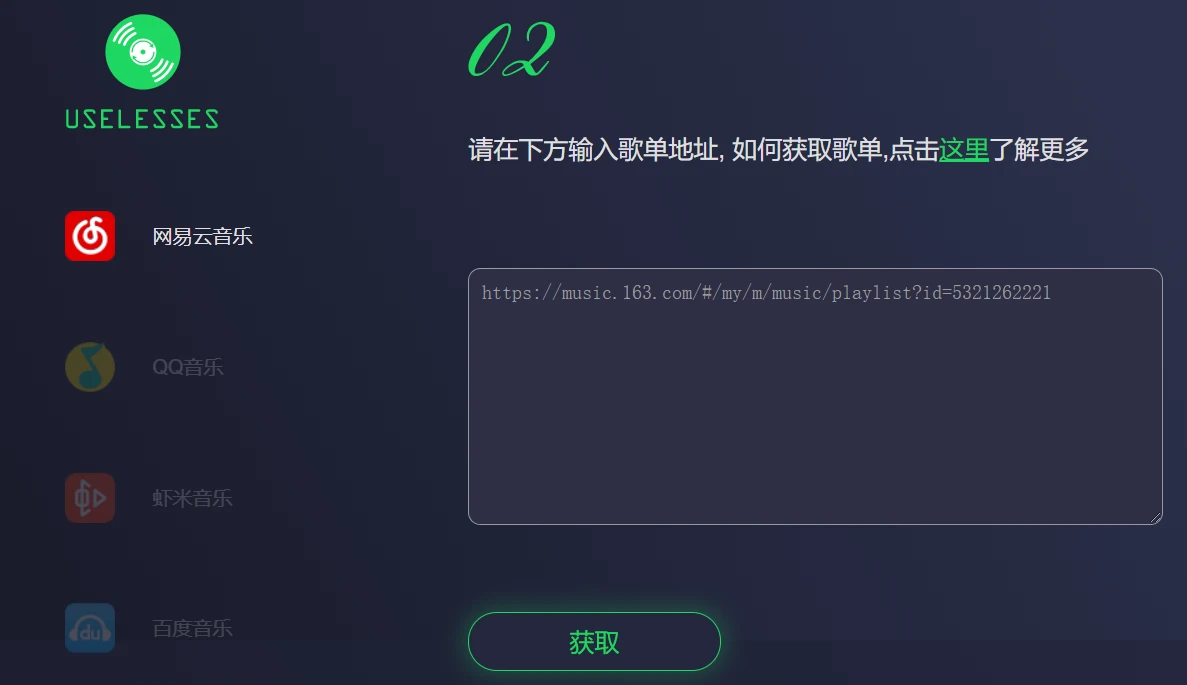 USELESSES
02
请在下方输入歌单地址, 如何获取歌单,点击这里了解更多
网易云音乐
https://music.163.com/#/my/m/music/playlist?id=5321262221
QQ音乐
虾米音乐
百度音乐
du
获取